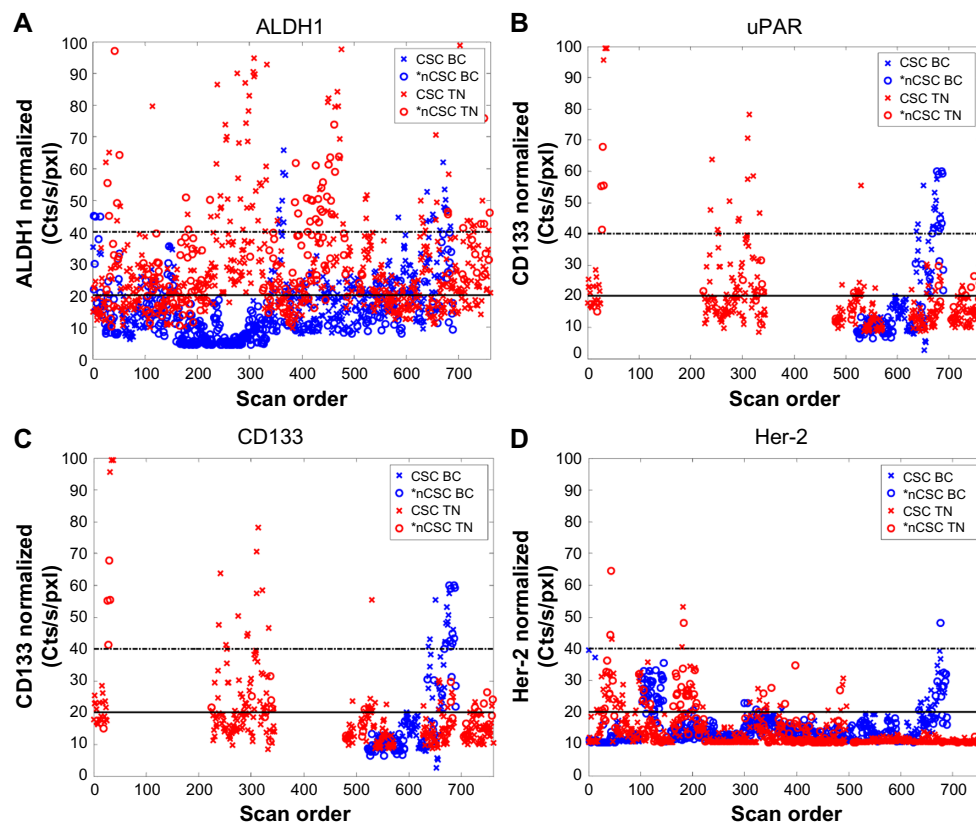 A
ALDH1
ALDH1 normalized
(Cts/s/pxl)
100
90
80
70
60
50
40
30
20
10
0
0 100 200 300 400 500 600 700
Scan order
CSC BC
*nCSC BC
CSC TN
*nCSC TN
B
uPAR
CD133 normalized
(Cts/s/pxl)
100
90
80
70
60
50
40
30
20
10
0
0 100 200 300 400 500 600 700
Scan order
CSC BC
*nCSC BC
CSC TN
*nCSC TN
C
CD133
CD133 normalized
(Cts/s/pxl)
100
90
80
70
60
50
40
30
20
10
0
0 100 200 300 400 500 600 700
Scan order
CSC BC
*nCSC BC
CSC TN
*nCSC TN
D
Her-2
Her-2 normalized
(Cts/s/pxl)
100
90
80
70
60
50
40
30
20
10
0
0 100 200 300 400 500 600 700
Scan order
CSC BC
*nCSC BC
CSC TN
*nCSC TN